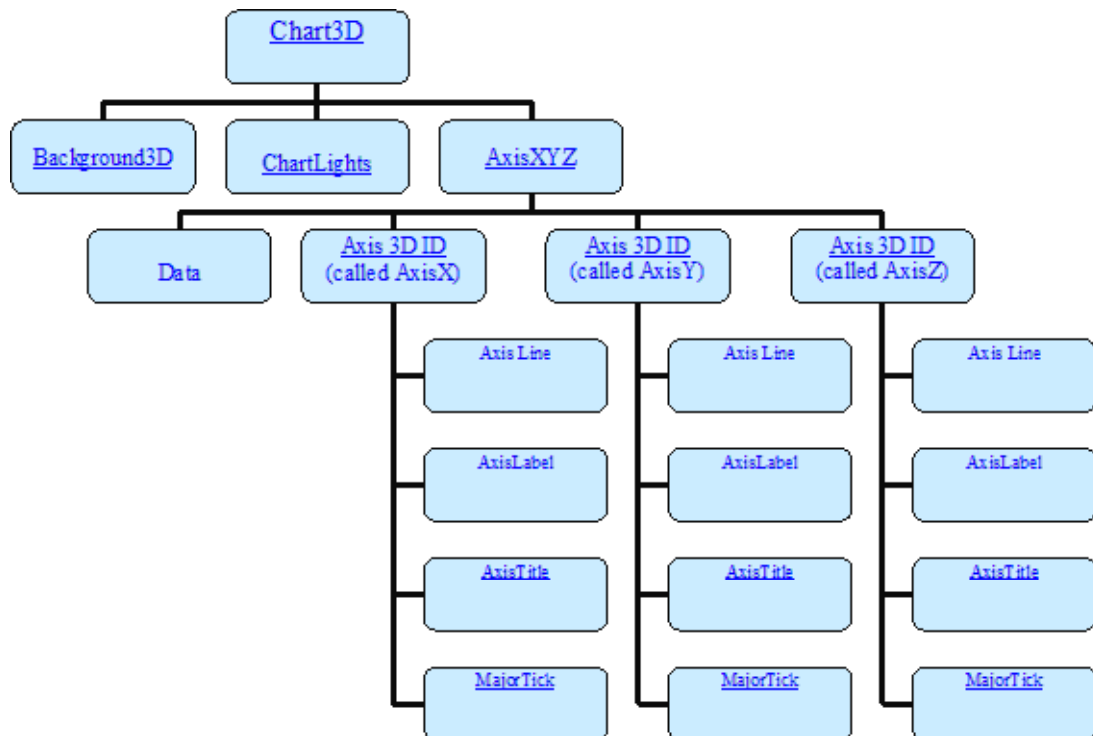 Chart3D
Background3D
ChartLights
AxisXYZ
Data
Axis 3D ID
(called AxisX)
Axis 3D ID
(called AxisY)
Axis 3D ID
(called AxisZ)
Axis Line
Axis Line
Axis Line
AxisLabel
AxisLabel
AxisLabel
AxisTitle
AxisTitle
AxisTitle
MajorTick
MajorTick
MajorTick